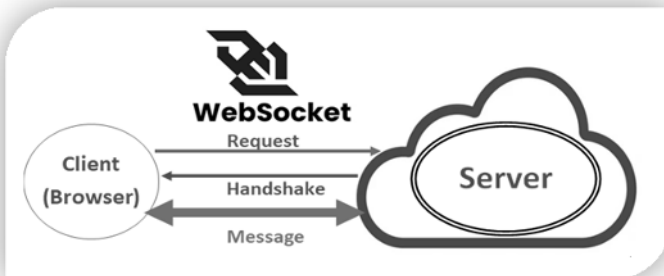 WebSocket
Request
Client
(Browser)
Handshake
Server
Message